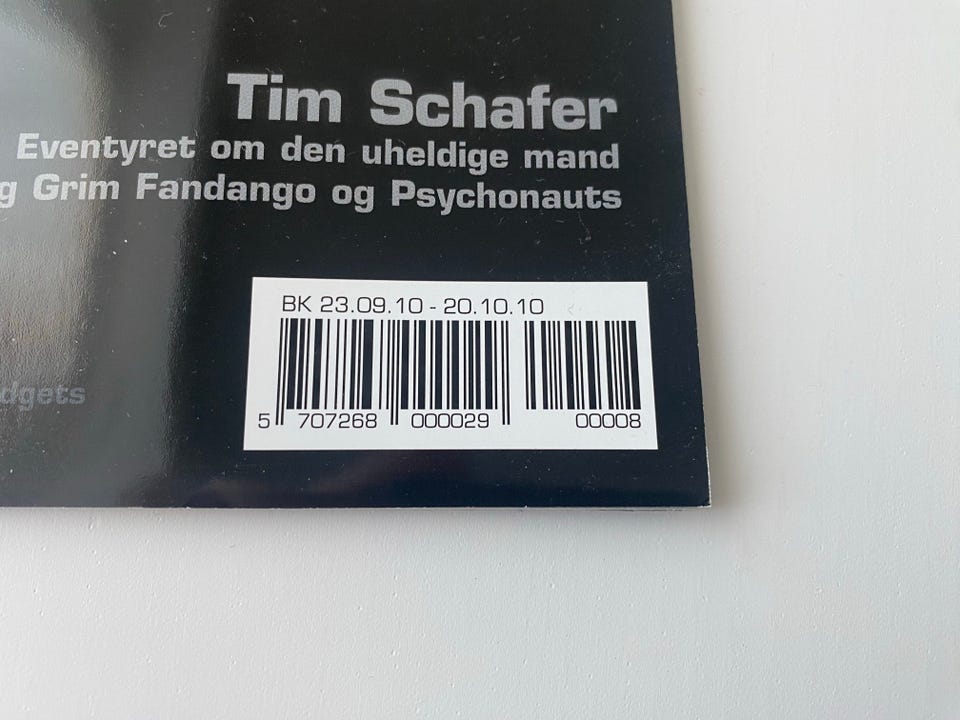 Tim Schafer
Eventyret om den uheldige mand
Grim Fandango og Psychonauts
BK 23.09.10 - 20.10.10
5 707268 000029 00008